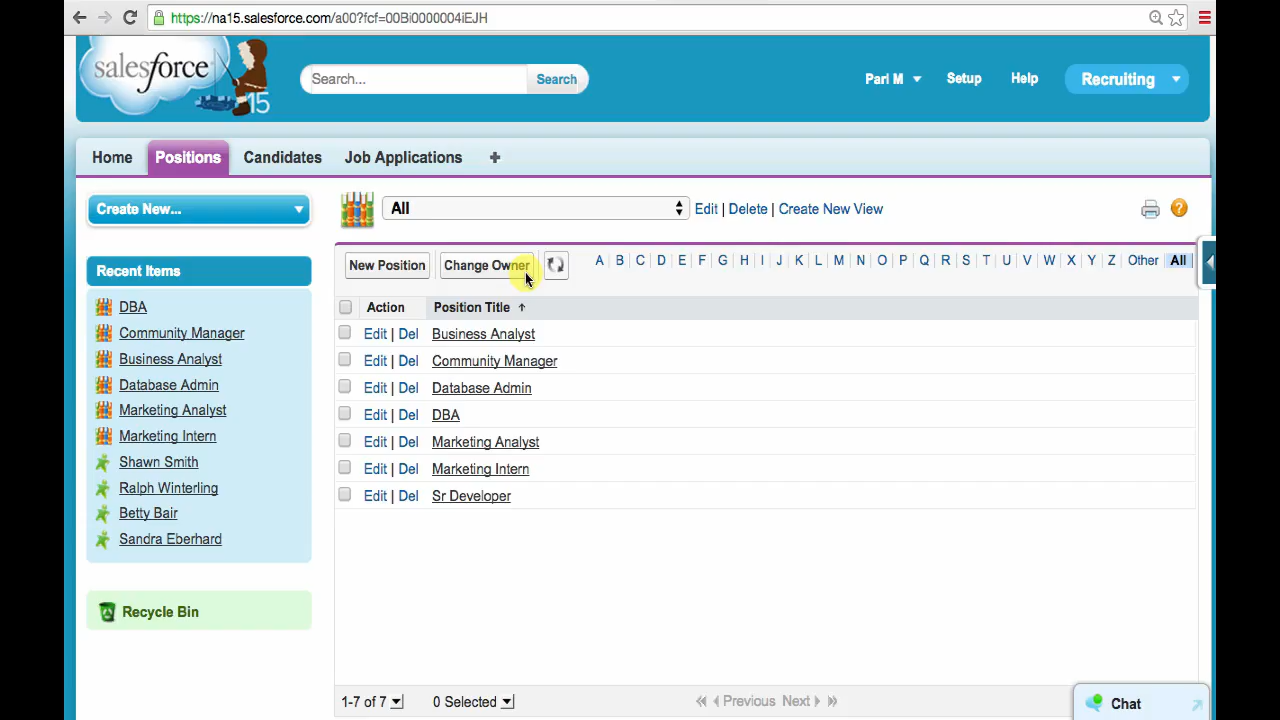 https://na15.salesforce.com/a00?fcf=00Bi0000004iEJH
salesforce
15
Search...
Search
Parl M
Setup
Help
Recruiting
Home
Positions
Candidates
Job Applications
+
Create New...
Recent Items
DBA
Community Manager
Business Analyst
Database Admin
Marketing Analyst
Marketing Intern
Shawn Smith
Ralph Winterling
Betty Bair
Sandra Eberhard
Recycle Bin
All
Edit | Delete | Create New View
?
New Position
Change Owner
A | B | C | D | E | F | G | H | I | J | K | L | M | N | O | P | Q | R | S | T | U | V | W | X | Y | Z | Other | All
Action
Position Title ↑
Edit | Del Business Analyst
Edit | Del Community Manager
Edit | Del Database Admin
Edit | Del DBA
Edit | Del Marketing Analyst
Edit | Del Marketing Intern
Edit | Del Sr Developer
1-7 of 7
0 Selected
Previous Next
Chat